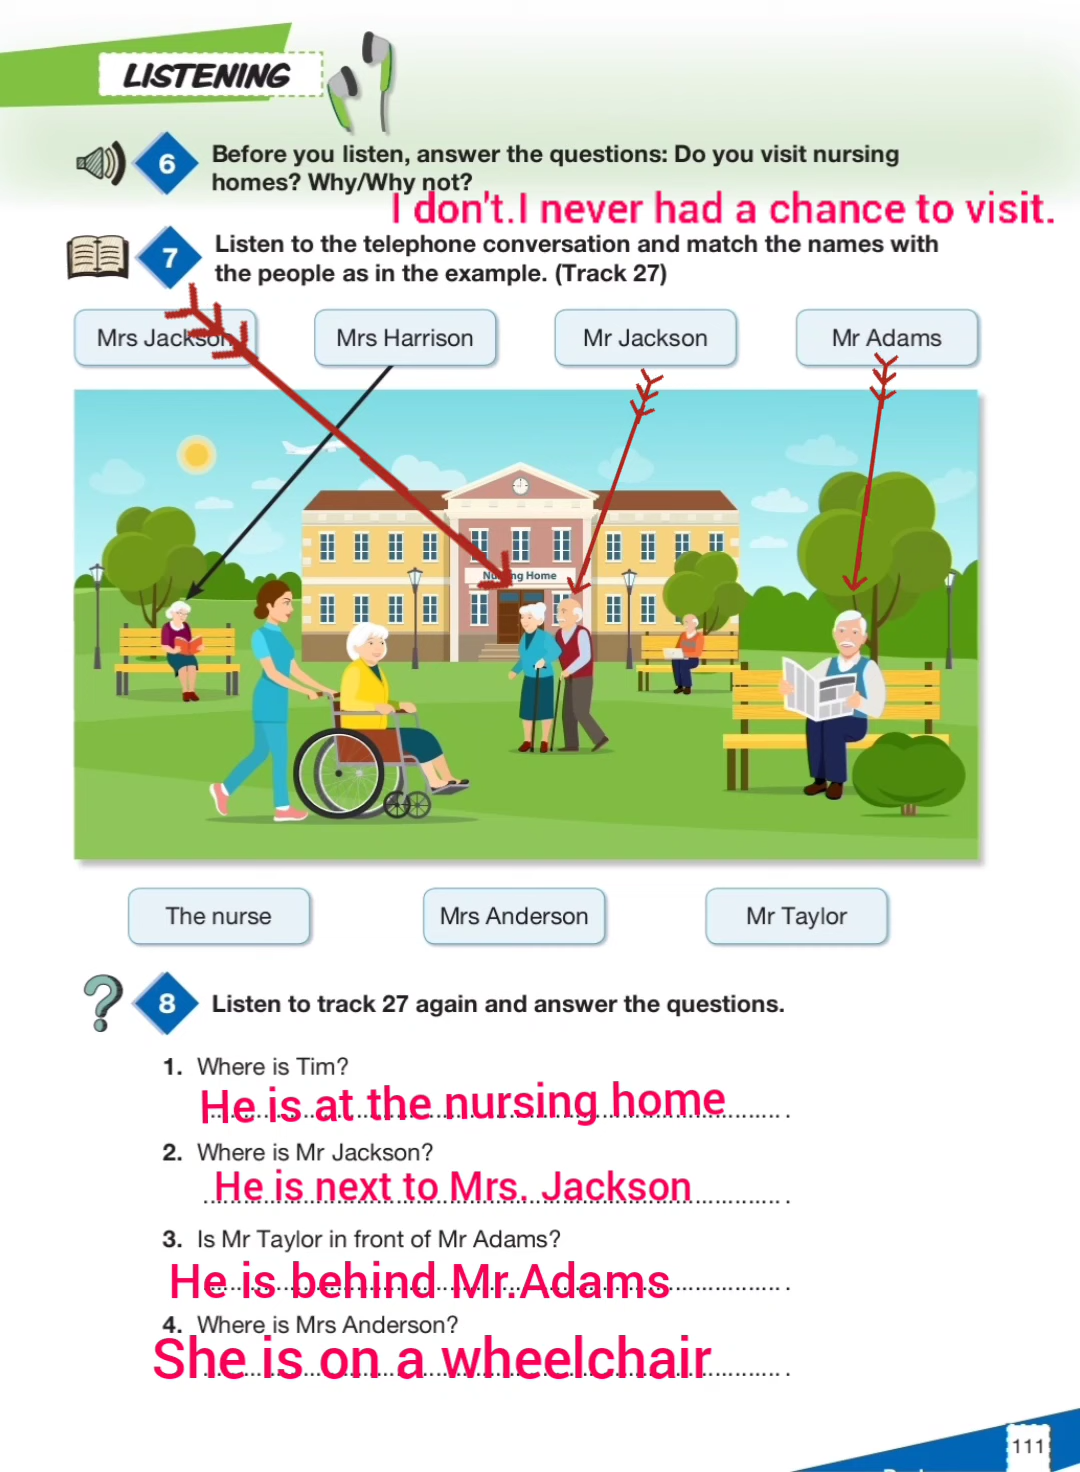 LISTENING
6 Before you listen, answer the questions: Do you visit nursing
homes? Why/Why not?
I don't.I never had a chance to visit.
7 Listen to the telephone conversation and match the names with
the people as in the example. (Track 27)
Mrs Jackson Mrs Harrison Mr Jackson Mr Adams
Nursing Home
The nurse Mrs Anderson Mr Taylor
8 Listen to track 27 again and answer the questions.
1. Where is Tim?
He is at the nursing home
2. Where is Mr Jackson?
He is next to Mrs. Jackson
3. Is Mr Taylor in front of Mr Adams?
He is behind Mr.Adams
4. Where is Mrs Anderson?
She is on a wheelchair
111